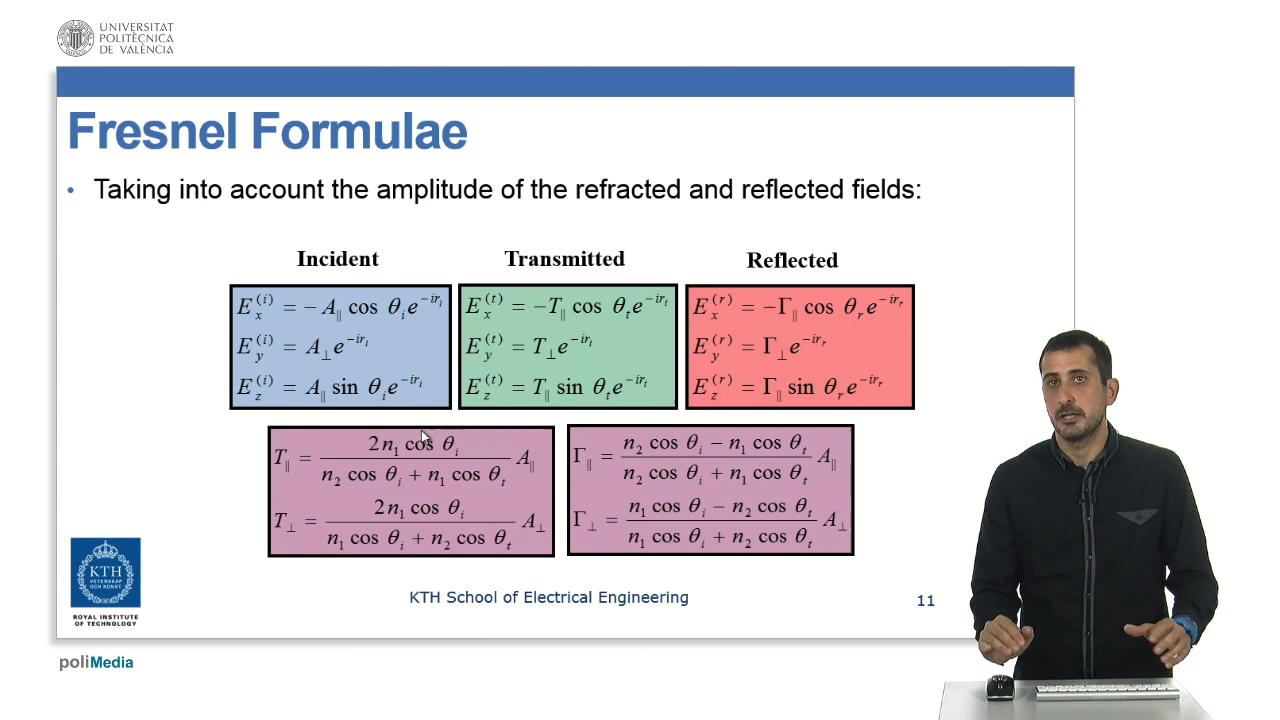 UNIVERSITAT
POLITÈCNICA
DE VALÈNCIA
Fresnel Formulae
• Taking into account the amplitude of the refracted and reflected fields:
Incident Transmitted Reflected
E_x^{(i)} = −A_∥ cos θ_i e^{−ir_i}
E_y^{(i)} = A_⊥ e^{−ir_i}
E_z^{(i)} = A_∥ sin θ_i e^{−ir_i}
E_x^{(t)} = −T_∥ cos θ_t e^{−ir_t}
E_y^{(t)} = T_⊥ e^{−ir_t}
E_z^{(t)} = T_∥ sin θ_t e^{−ir_t}
E_x^{(r)} = −Γ_∥ cos θ_r e^{−ir_r}
E_y^{(r)} = Γ_⊥ e^{−ir_r}
E_z^{(r)} = Γ_∥ sin θ_r e^{−ir_r}
T_∥ = \frac{2n_1 cos θ_i}{n_2 cos θ_i + n_1 cos θ_t} A_∥
T_⊥ = \frac{2n_1 cos θ_i}{n_1 cos θ_i + n_2 cos θ_t} A_⊥
Γ_∥ = \frac{n_2 cos θ_i − n_1 cos θ_t}{n_2 cos θ_i + n_1 cos θ_t} A_∥
Γ_⊥ = \frac{n_1 cos θ_i − n_2 cos θ_t}{n_1 cos θ_i + n_2 cos θ_t} A_⊥
KTH
VETENSKAP
OCH KONST
ROYAL INSTITUTE
OF TECHNOLOGY
KTH School of Electrical Engineering
11
poliMedia